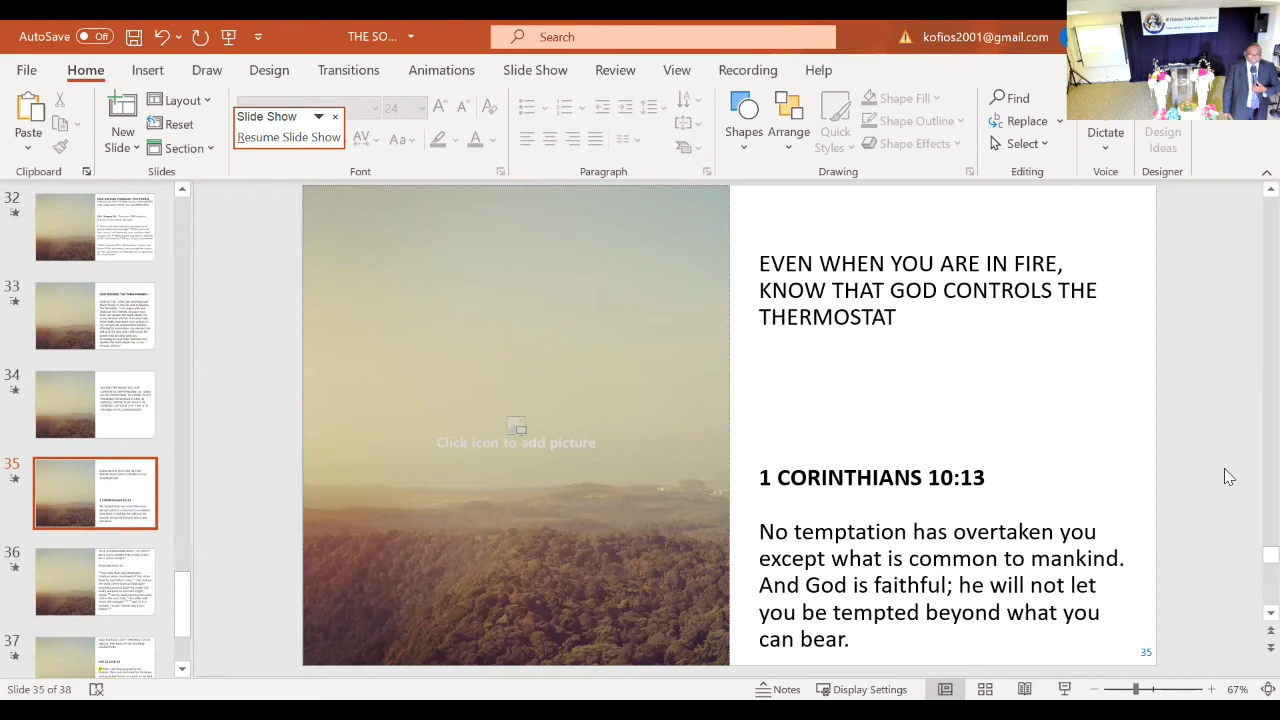 AutoSave Off
THE SO...
Search
kofios2001@gmail.com
File Home Insert Draw Design Transitions Animations Slide Show Review View Recording Help
Paste
Clipboard
New Slide
Layout
Reset
Section
Slides
Slide Show
Resume Slide Show
24
Aa
Font
Paragraph
Shapes
Arrange
Quick Styles
Shape Fill
Shape Outline
Shape Effects
Drawing
Find
Replace
Select
Editing
Dictate
Voice
Design Ideas
Designer
32
33
34
35
36
37
Click icon to add picture
EVEN WHEN YOU ARE IN FIRE,
KNOW THAT GOD CONTROLS THE
THERMOSTAT
1 CORINTHIANS 10:13
No temptation has overtaken you
except what is common to mankind.
And God is faithful; he will not let
you be tempted beyond what you
can bear.
35
Slide 35 of 38
Notes
Display Settings
67%